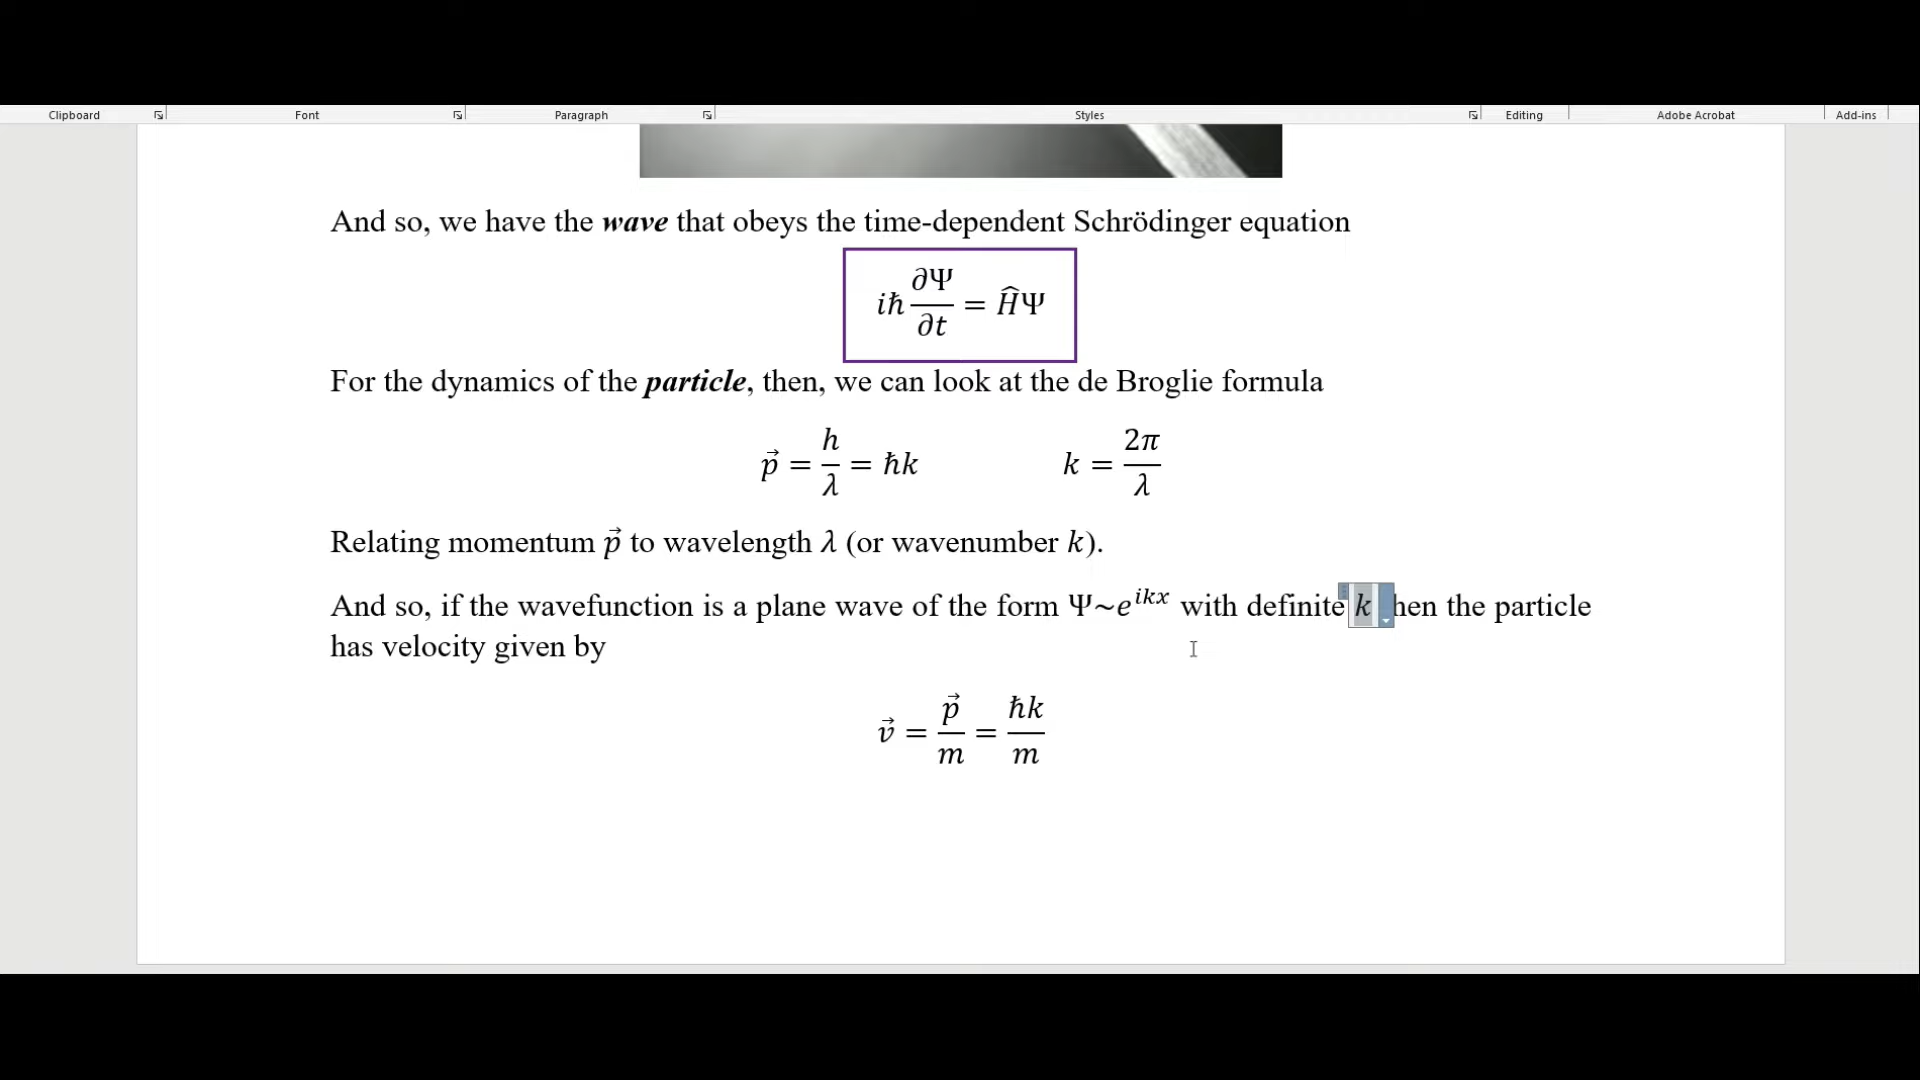 Clipboard Font Paragraph Styles Editing Adobe Acrobat Add-ins
And so, we have the wave that obeys the time-dependent Schrödinger equation
iħ ∂Ψ/∂t = ĤΨ
For the dynamics of the particle, then, we can look at the de Broglie formula
p⃗ = h/λ = ħk k = 2π/λ
Relating momentum p⃗ to wavelength λ (or wavenumber k).
And so, if the wavefunction is a plane wave of the form Ψ~e^{ikx} with definite k hen the particle
has velocity given by
v⃗ = p⃗/m = ħk/m